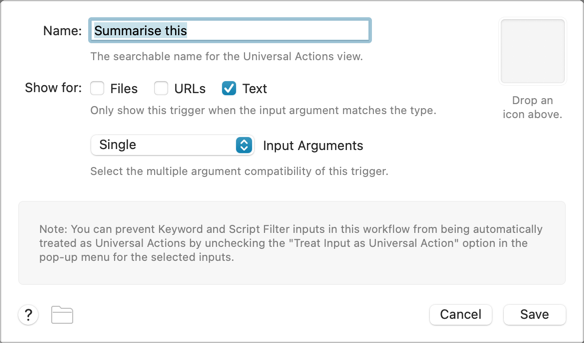 Name: Summarise this
The searchable name for the Universal Actions view.
Show for: Files URLs Text
Only show this trigger when the input argument matches the type.
Drop an
icon above.
Single Input Arguments
Select the multiple argument compatibility of this trigger.
Note: You can prevent Keyword and Script Filter inputs in this workflow from being automatically
treated as Universal Actions by unchecking the "Treat Input as Universal Action" option in the
pop-up menu for the selected inputs.
? Cancel Save